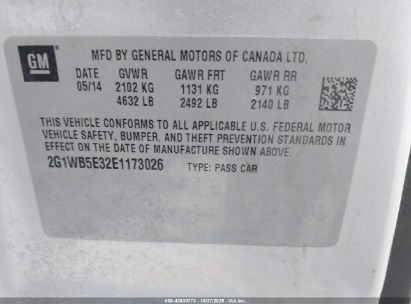 GM
MFD BY GENERAL MOTORS OF CANADA LTD.
DATE GVWR GAWR FRT GAWR RR
05/14 2102 KG 1131 KG 971 KG
4632 LB 2492 LB 2140 LB
THIS VEHICLE CONFORMS TO ALL APPLICABLE U.S. FEDERAL MOTOR
VEHICLE SAFETY, BUMPER, AND THEFT PREVENTION STANDARDS IN
EFFECT ON THE DATE OF MANUFACTURE SHOWN ABOVE.
2G1WB5E32E1173026 TYPE: PASS CAR